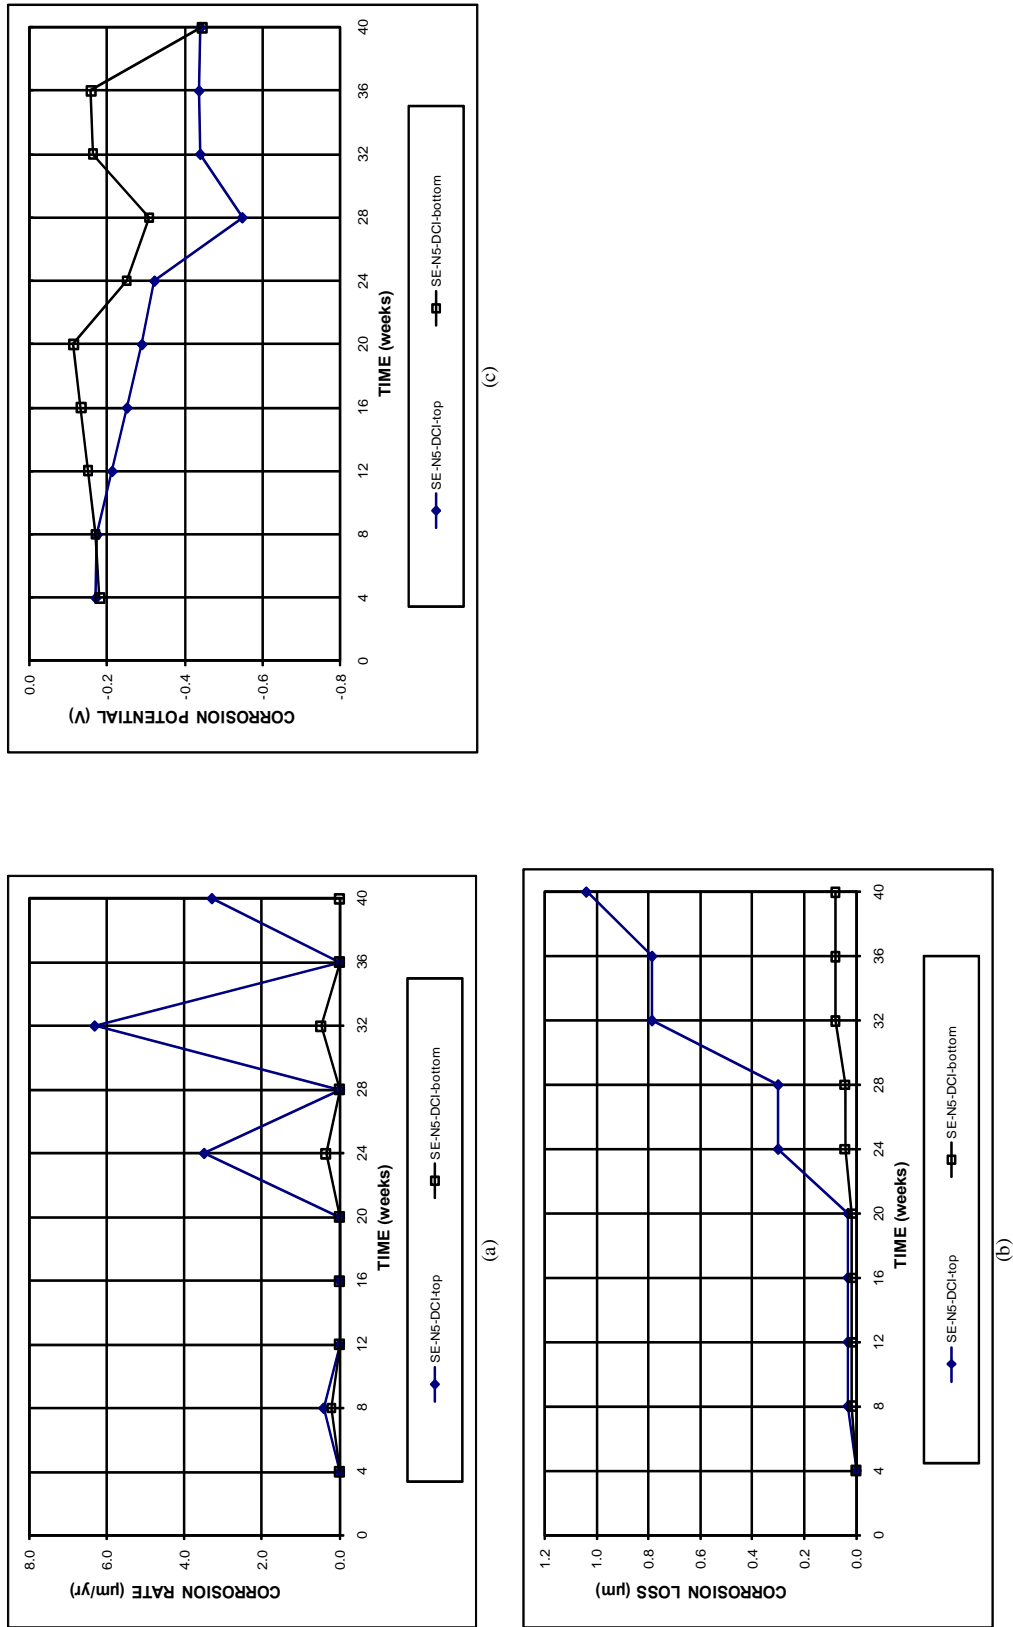 CORROSION RATE (µm/yr)
8.0
6.0
4.0
2.0
0.0
0 4 8 12 16 20 24 28 32 36 40
TIME (weeks)
SE-N5-DCI-top SE-N5-DCI-bottom
(a)
CORROSION LOSS (µm)
1.2
1.0
0.8
0.6
0.4
0.2
0.0
0 4 8 12 16 20 24 28 32 36 40
TIME (weeks)
SE-N5-DCI-top SE-N5-DCI-bottom
(b)
CORROSION POTENTIAL (V)
0.0
-0.2
-0.4
-0.6
-0.8
0 4 8 12 16 20 24 28 32 36 40
TIME (weeks)
SE-N5-DCI-top SE-N5-DCI-bottom
(c)